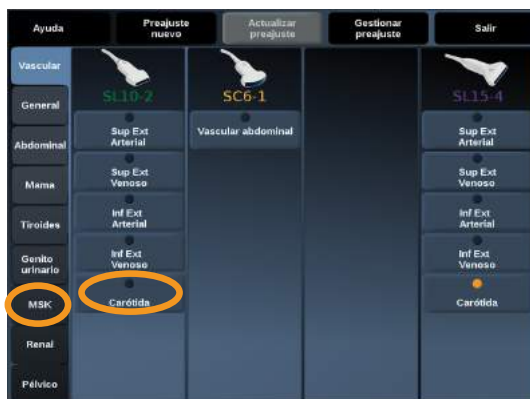 Ayuda
Preajuste
nuevo
Actualizar
preajuste
Gestionar
preajuste
Salir
Vascular
General
Abdominal
Mama
Tiroides
Genito
urinario
MSK
Renal
Pélvico
SL10-2
Sup Ext
Arterial
Sup Ext
Venoso
Inf Ext
Arterial
Inf Ext
Venoso
Carótida
SC6-1
Vascular abdominal
SL15-4
Sup Ext
Arterial
Sup Ext
Venoso
Inf Ext
Arterial
Inf Ext
Venoso
Carótida